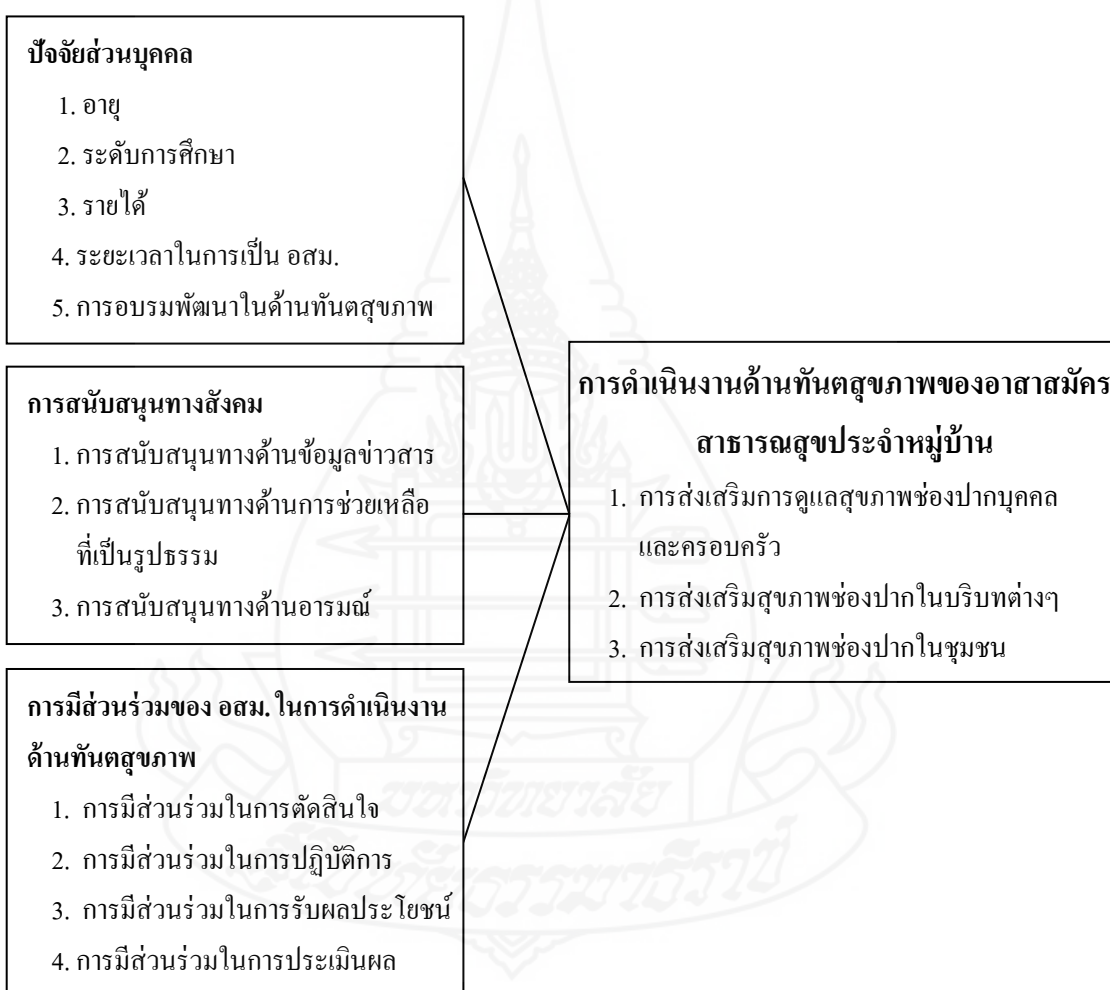 ปัจจัยส่วนบุคคล
1. อายุ
2. ระดับการศึกษา
3. รายได้
4. ระยะเวลาในการเป็น อสม.
5. การอบรมพัฒนาในด้านทันตสุขภาพ
การสนับสนุนทางสังคม
1. การสนับสนุนทางด้านข้อมูลข่าวสาร
2. การสนับสนุนทางด้านการช่วยเหลือ
ที่เป็นรูปธรรม
3. การสนับสนุนทางด้านอารมณ์
การมีส่วนร่วมของ อสม. ในการดำเนินงาน
ด้านทันตสุขภาพ
1. การมีส่วนร่วมในการตัดสินใจ
2. การมีส่วนร่วมในการปฏิบัติการ
3. การมีส่วนร่วมในการรับผลประโยชน์
4. การมีส่วนร่วมในการประเมินผล
การดำเนินงานด้านทันตสุขภาพของอาสาสมัคร
สาธารณสุขประจำหมู่บ้าน
1. การส่งเสริมการดูแลสุขภาพช่องปากบุคคล
และครอบครัว
2. การส่งเสริมสุขภาพช่องปากในบริบทต่างๆ
3. การส่งเสริมสุขภาพช่องปากในชุมชน
มหาวิทยาลัย
สุโขทัยธรรมาธิราช